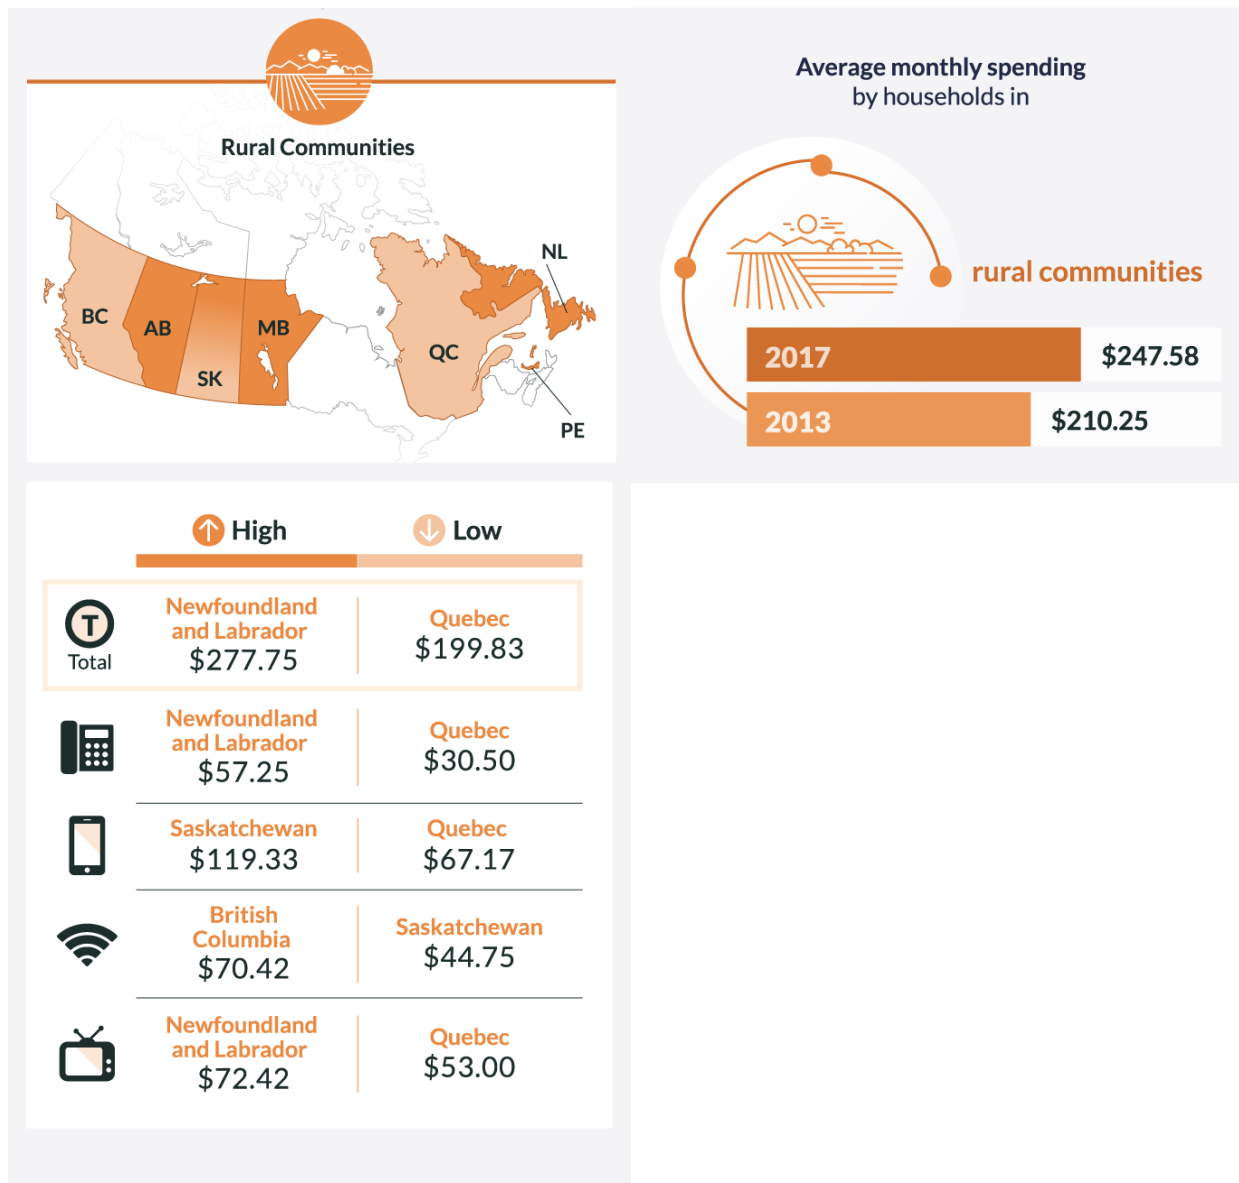 Rural Communities
NL
BC
AB
MB
QC
SK
PE
Average monthly spending
by households in
rural communities
2017
$247.58
2013
$210.25
High
Low
T
Total
Newfoundland
and Labrador
$277.75
Quebec
$199.83
Newfoundland
and Labrador
$57.25
Quebec
$30.50
Saskatchewan
$119.33
Quebec
$67.17
British
Columbia
$70.42
Saskatchewan
$44.75
Newfoundland
and Labrador
$72.42
Quebec
$53.00